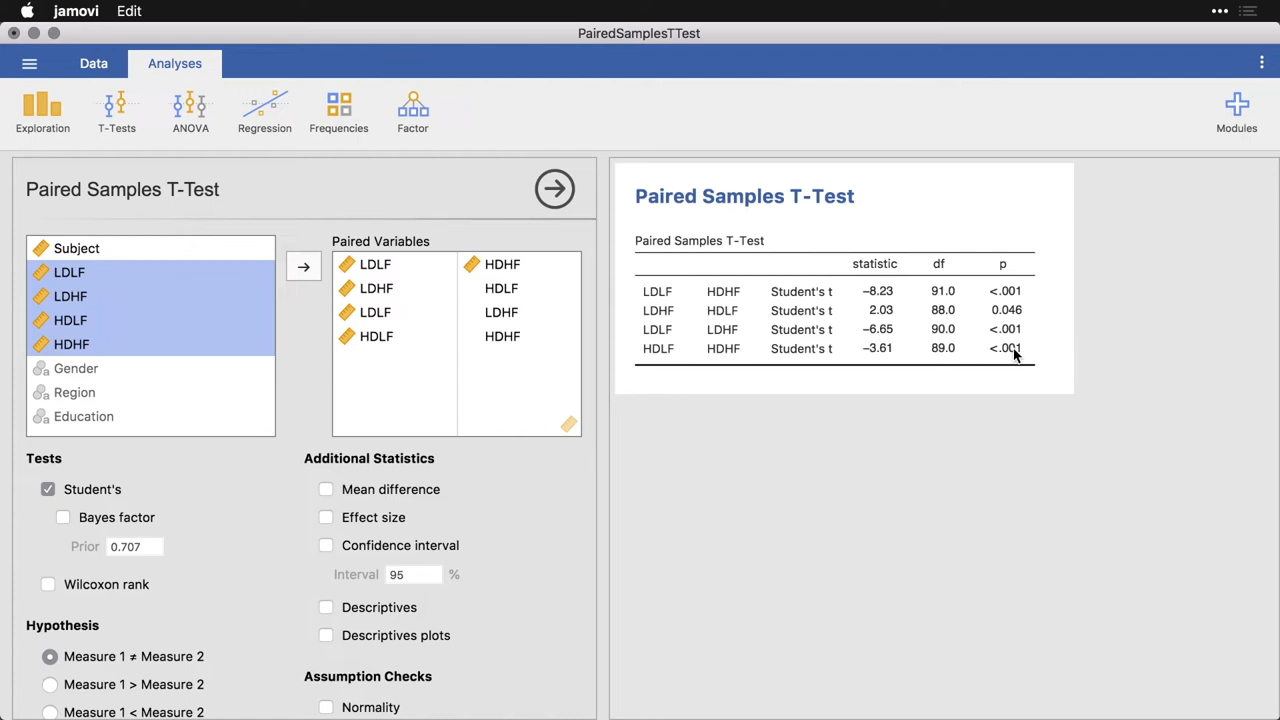 jamovi Edit
PairedSamplesTTest
Data Analyses
Exploration T-Tests ANOVA Regression Frequencies Factor Modules
Paired Samples T-Test
Subject
LDLF
LDHF
HDLF
HDHF
Gender
Region
Education
Paired Variables
LDLF HDHF
LDHF HDLF
LDLF LDHF
HDLF HDHF
Tests
Student's
Bayes factor
Prior 0.707
Wilcoxon rank
Hypothesis
Measure 1 ≠ Measure 2
Measure 1 > Measure 2
Measure 1 < Measure 2
Additional Statistics
Mean difference
Effect size
Confidence interval
Interval 95 %
Descriptives
Descriptives plots
Assumption Checks
Normality
Paired Samples T-Test
Paired Samples T-Test
statistic df p
LDLF HDHF Student's t −8.23 91.0 <.001
LDHF HDLF Student's t 2.03 88.0 0.046
LDLF LDHF Student's t −6.65 90.0 <.001
HDLF HDHF Student's t −3.61 89.0 <.001